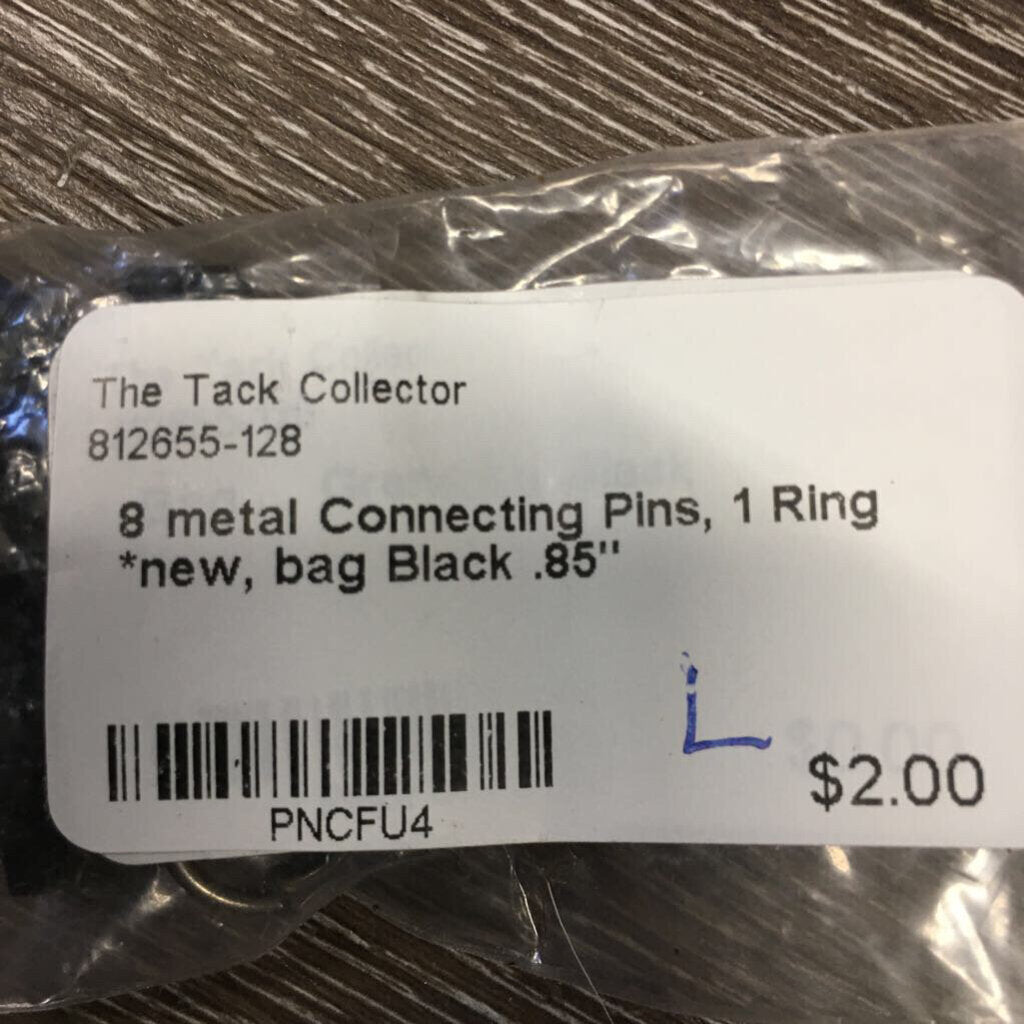 The Tack Collector
812655-128
8 metal Connecting Pins, 1 Ring
*new, bag Black .85"
L
$2.00
PNCFU4